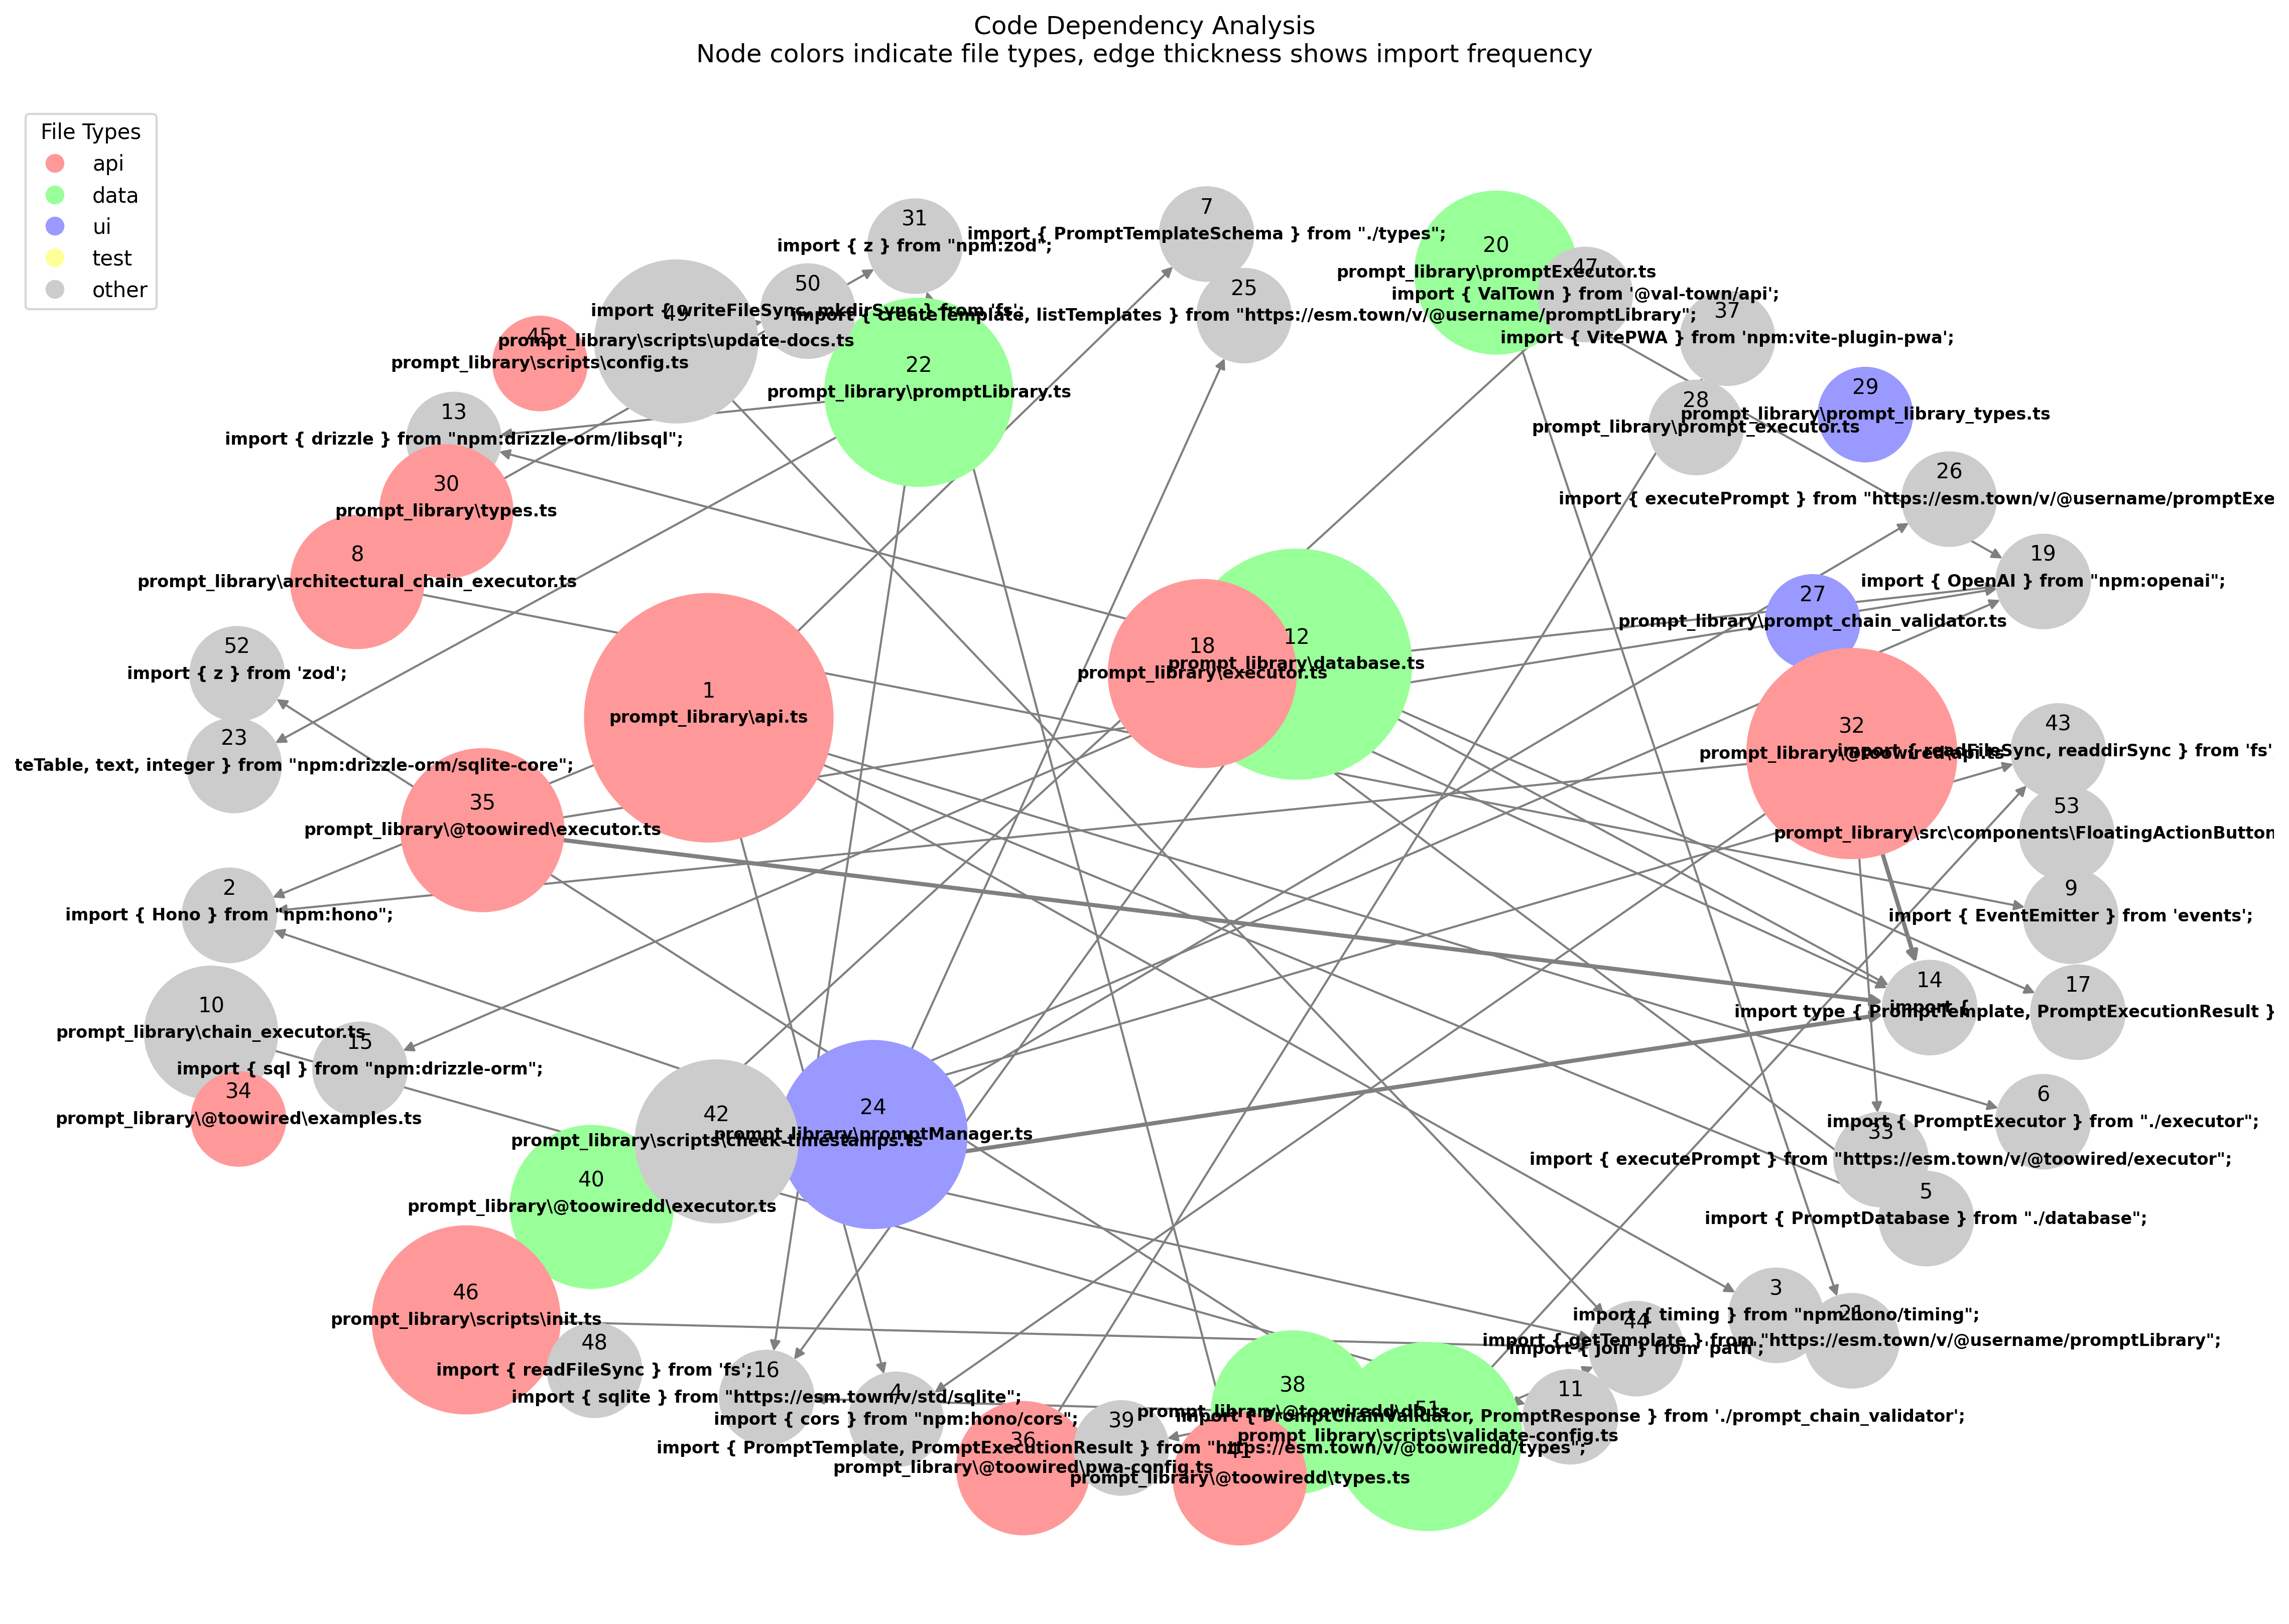 Code Dependency Analysis
Node colors indicate file types, edge thickness shows import frequency
File Types
api
data
ui
test
other
31
import { z } from "npm:zod";
7
import { PromptTemplateSchema } from "./types";
20
prompt_library\promptExecutor.ts
47
import { ValTown } from '@val-town/api';
50
import { writeFileSync, mkdirSync } from 'fs';
25
import { createTemplate, listTemplates } from "https://esm.town/v/@username/promptLibrary";
37
import { VitePWA } from 'npm:vite-plugin-pwa';
49
prompt_library\scripts\update-docs.ts
45
prompt_library\scripts\config.ts
22
prompt_library\promptLibrary.ts
29
prompt_library\prompt_library_types.ts
28
prompt_library\prompt_executor.ts
13
import { drizzle } from "npm:drizzle-orm/libsql";
30
prompt_library\types.ts
26
import { executePrompt } from "https://esm.town/v/@username/promptExe
8
prompt_library\architectural_chain_executor.ts
19
import { OpenAI } from "npm:openai";
27
prompt_library\prompt_chain_validator.ts
52
import { z } from 'zod';
18
prompt_library\executor.ts
12
prompt_library\database.ts
1
prompt_library\api.ts
32
prompt_library\@toowired\api.ts
43
import { readFileSync, readdirSync } from 'fs'
23
teTable, text, integer } from "npm:drizzle-orm/sqlite-core";
35
prompt_library\@toowired\executor.ts
53
prompt_library\src\components\FloatingActionButton
2
import { Hono } from "npm:hono";
9
import { EventEmitter } from 'events';
14
import {
17
import type { PromptTemplate, PromptExecutionResult }
10
prompt_library\chain_executor.ts
15
import { sql } from "npm:drizzle-orm";
34
prompt_library\@toowired\examples.ts
6
import { PromptExecutor } from "./executor";
42
prompt_library\scripts\check-timestamps.ts
24
prompt_library\promptManager.ts
33
import { executePrompt } from "https://esm.town/v/@toowired/executor";
40
prompt_library\@toowiredd\executor.ts
5
import { PromptDatabase } from "./database";
46
prompt_library\scripts\init.ts
3
import { timing } from "npm:hono/timing";
21
import { getTemplate } from "https://esm.town/v/@username/promptLibrary";
44
import { join } from 'path';
48
import { readFileSync } from 'fs';
16
import { sqlite } from "https://esm.town/v/std/sqlite";
4
import { cors } from "npm:hono/cors";
38
prompt_library\@toowiredd\db.ts
11
import { PromptChainValidator, PromptResponse } from './prompt_chain_validator';
51
prompt_library\scripts\validate-config.ts
39
import { PromptTemplate, PromptExecutionResult } from "https://esm.town/v/@toowiredd/types";
36
prompt_library\@toowired\pwa-config.ts
41
prompt_library\@toowiredd\types.ts